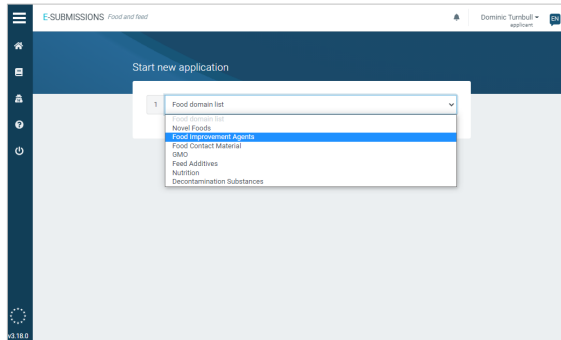 E-SUBMISSIONS Food and feed
Dominic Turnbull
applicant
EN
Start new application
1 Food domain list
Food domain list
Novel Foods
Food Improvement Agents
Food Contact Material
GMO
Feed Additives
Nutrition
Decontamination Substances
v3.18.0